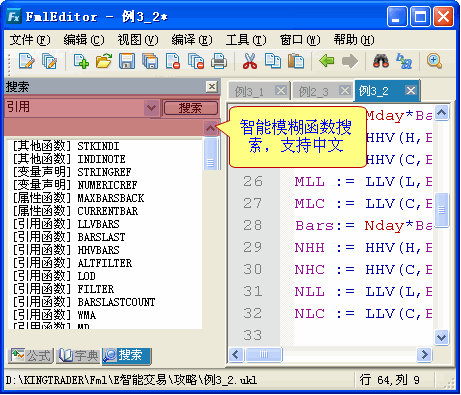 FmlEditor - 例3_2*
文件(F) 编辑(C) 视图(V) 编译(E) 工具(T) 窗口(W) 帮助(H)
搜索
引用 搜索
[其他函数] STKINDI
[其他函数] INDINOTE
[变量声明] STRINGREF
[变量声明] NUMERICREF
[属性函数] MAXBARSBACK
[属性函数] CURRENTBAR
[引用函数] LLVBARS
[引用函数] BARSLAST
[引用函数] HHVBARS
[引用函数] ALTFILTER
[引用函数] LOD
[引用函数] FILTER
[引用函数] BARSLASTCOUNT
[引用函数] WMA
[引用函数] MD
公式 字典 搜索
例3_1 例2_3 例3_2
智能模糊函数搜
索，支持中文
Mday*Ba
HHV(H,E
HHV(C,E
26 MLL := LLV(L,E
27 MLC := LLV(C,E
28 Bars:= Nday*Ba
29 NHH := HHV(H,E
30 NHC := HHV(C,E
31 NLL := LLV(L,E
32 NLC := LLV(C,E
33
D:\KINGTRADER\Fml\E智能交易\攻略\例3_2.ukl 行 64,列 9